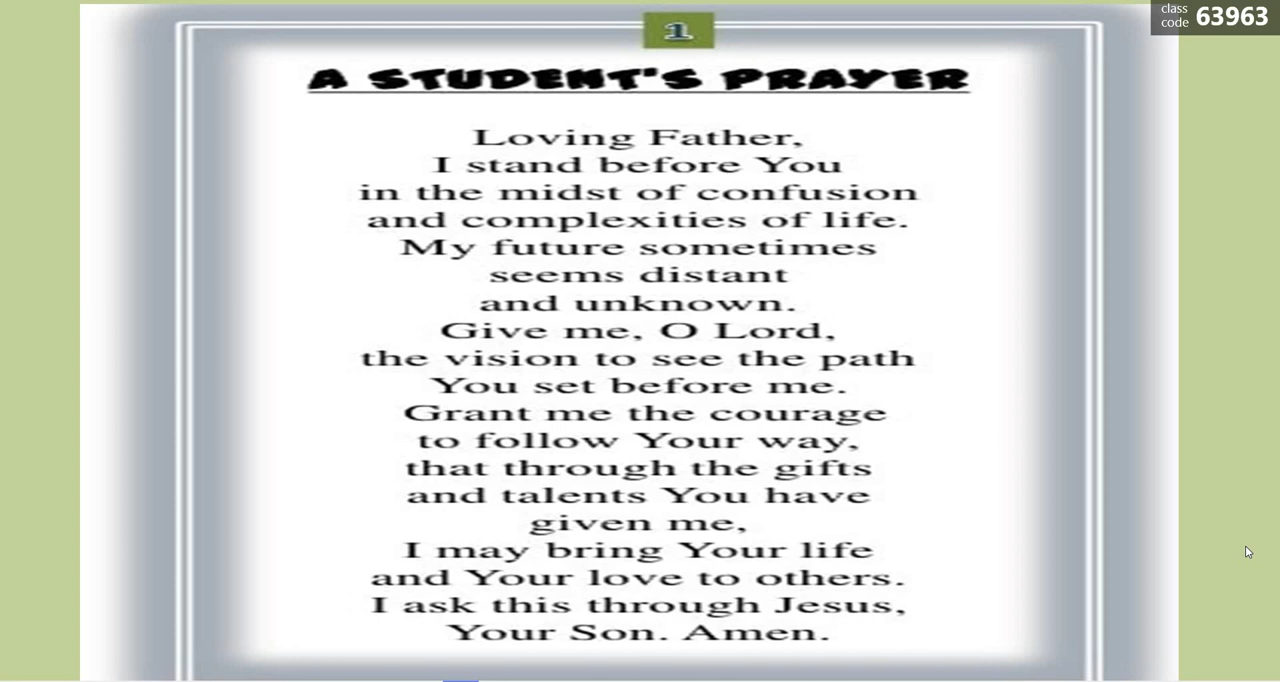 class
code 63963
1
A STUDENT'S PRAYER
Loving Father,
I stand before You
in the midst of confusion
and complexities of life.
My future sometimes
seems distant
and unknown.
Give me, O Lord,
the vision to see the path
You set before me.
Grant me the courage
to follow Your way,
that through the gifts
and talents You have
given me,
I may bring Your life
and Your love to others.
I ask this through Jesus,
Your Son. Amen.